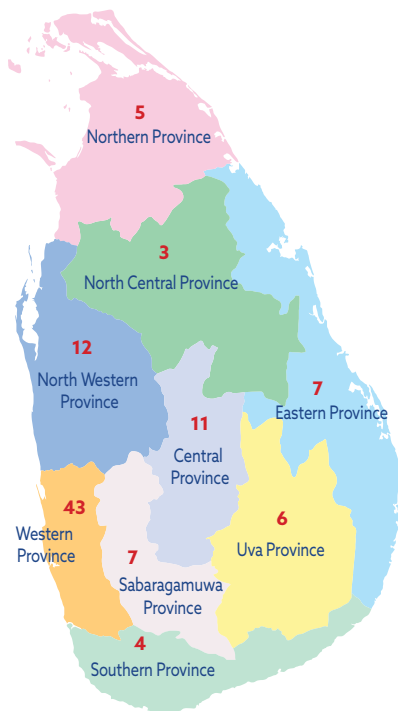 5
Northern Province
3
North Central Province
12
North Western
Province
7
Eastern Province
11
Central
Province
43
Western
Province
6
Uva Province
7
Sabaragamuwa
Province
4
Southern Province